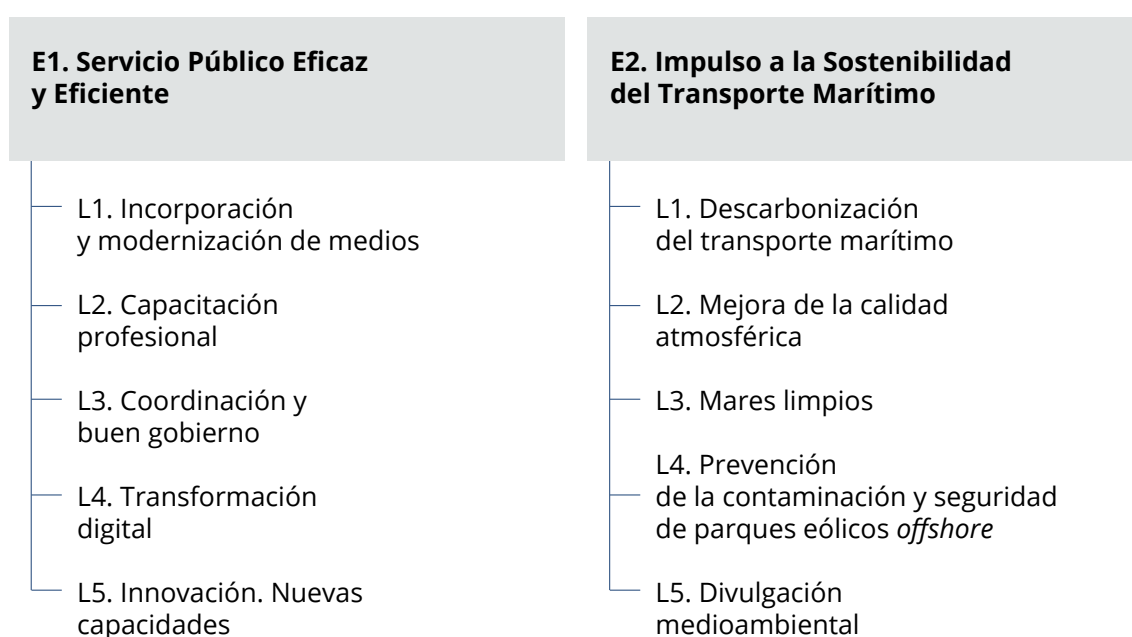 E1. Servicio Público Eficaz
y Eficiente
L1. Incorporación
y modernización de medios
L2. Capacitación
profesional
L3. Coordinación y
buen gobierno
L4. Transformación
digital
L5. Innovación. Nuevas
capacidades
E2. Impulso a la Sostenibilidad
del Transporte Marítimo
L1. Descarbonización
del transporte marítimo
L2. Mejora de la calidad
atmosférica
L3. Mares limpios
L4. Prevención
de la contaminación y seguridad
de parques eólicos offshore
L5. Divulgación
medioambiental